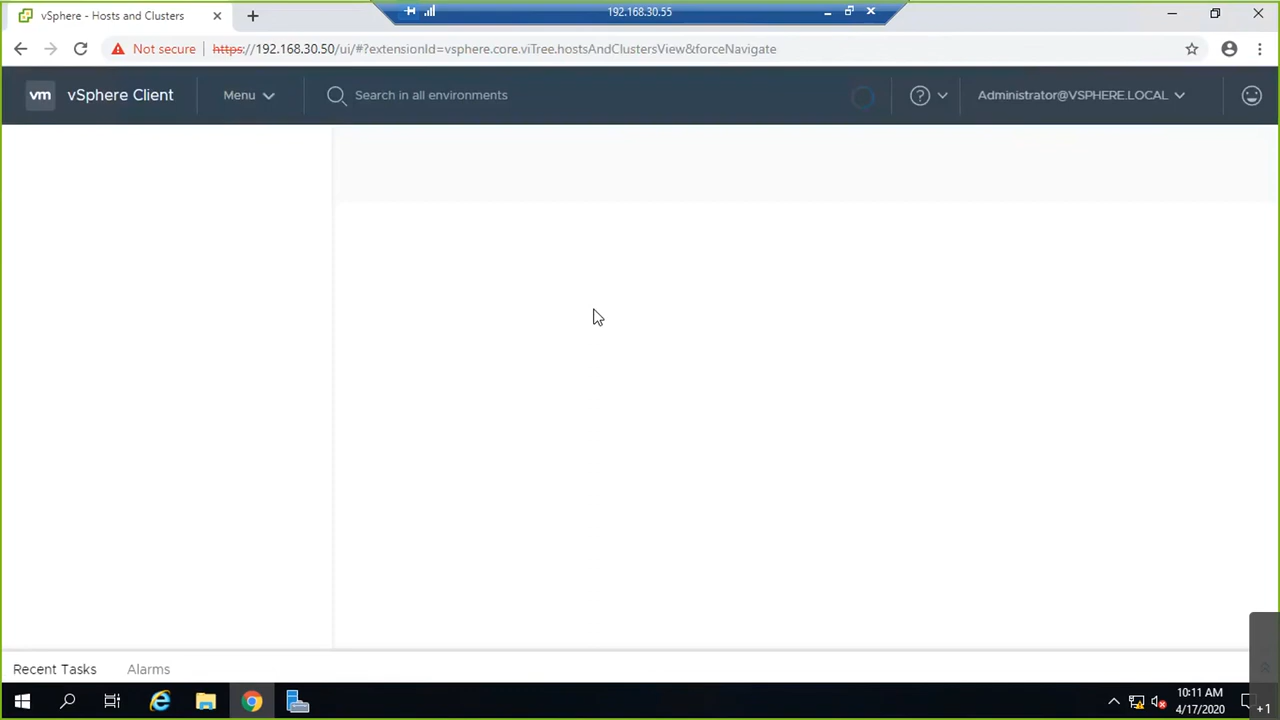 vSphere - Hosts and Clusters
192.168.30.55
Not secure
https://192.168.30.50/ui/#?extensionId=vsphere.core.viTree.hostsAndClustersView&forceNavigate
vm
vSphere Client
Menu
Search in all environments
Administrator@VSPHERE.LOCAL
Recent Tasks
Alarms
10:11 AM
4/17/2020
+1